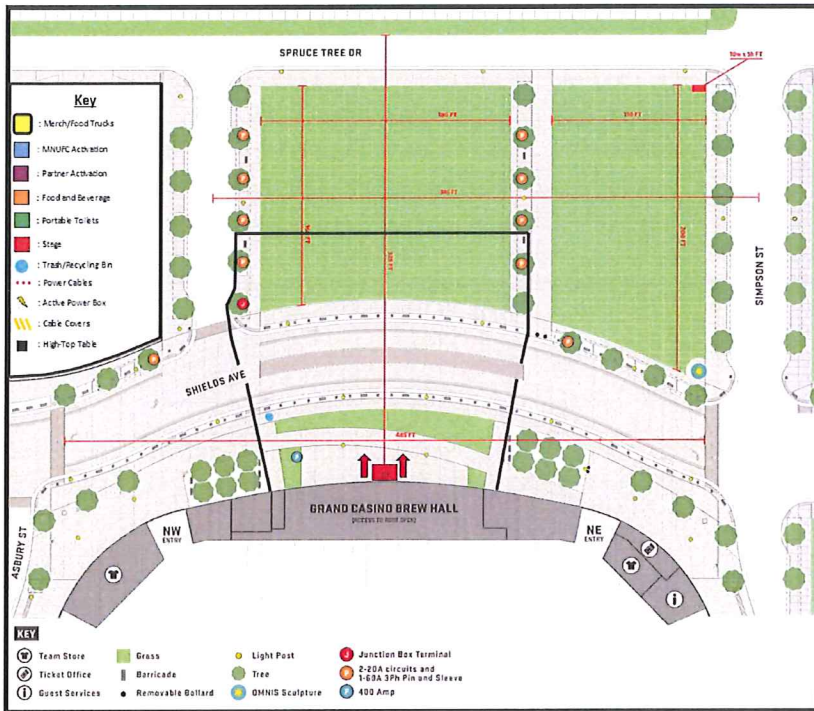 SPRUCE TREE DR
Key
: Merch/Food Trucks
: MNUFC Activation
: Partner Activation
: Food and Beverage
: Portable Toilets
: Stage
: Trash/Recycling Bin
: Power Cables
: Active Power Box
: Cable Covers
: High-Top Table
SIMPSON ST
SHIELDS AVE
ASBURY ST
GRAND CASINO BREW HALL
NW
ENTRY
NE
ENTRY
KEY
Team Store
Ticket Office
Guest Services
Grass
Barricade
Removable Bollard
Light Post
Tree
OMNIS Sculpture
Junction Box Terminal
2-20A circuits and
1-60A 3Ph Pin and Sleeve
400 Amp